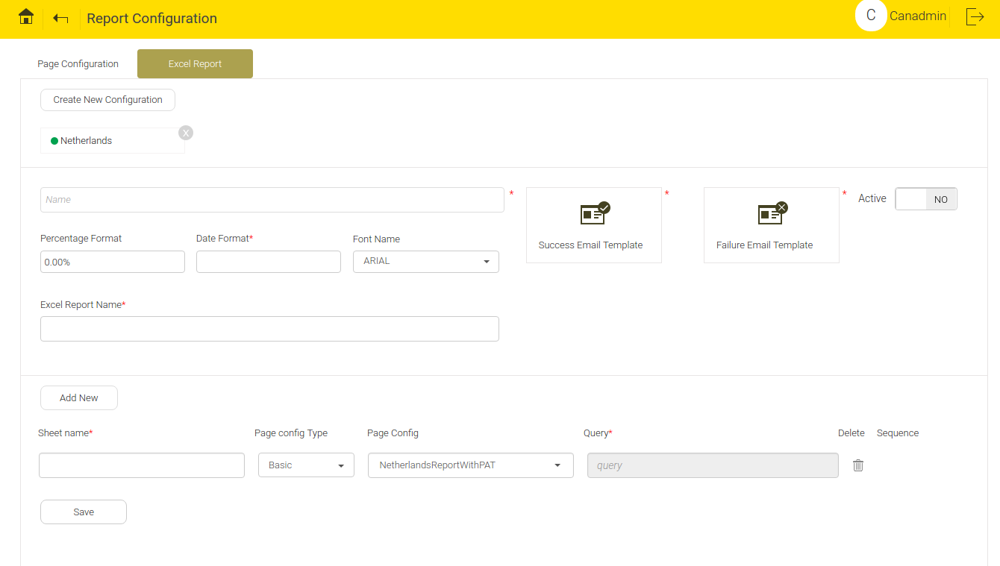 Report Configuration
C Canadmin
Page Configuration Excel Report
Create New Configuration
Netherlands X
Name * * * Active NO
Percentage Format Date Format* Font Name
Success Email Template Failure Email Template
0.00% ARIAL
Excel Report Name*
Add New
Sheet name* Page config Type Page Config Query* Delete Sequence
Basic NetherlandsReportWithPAT query
Save